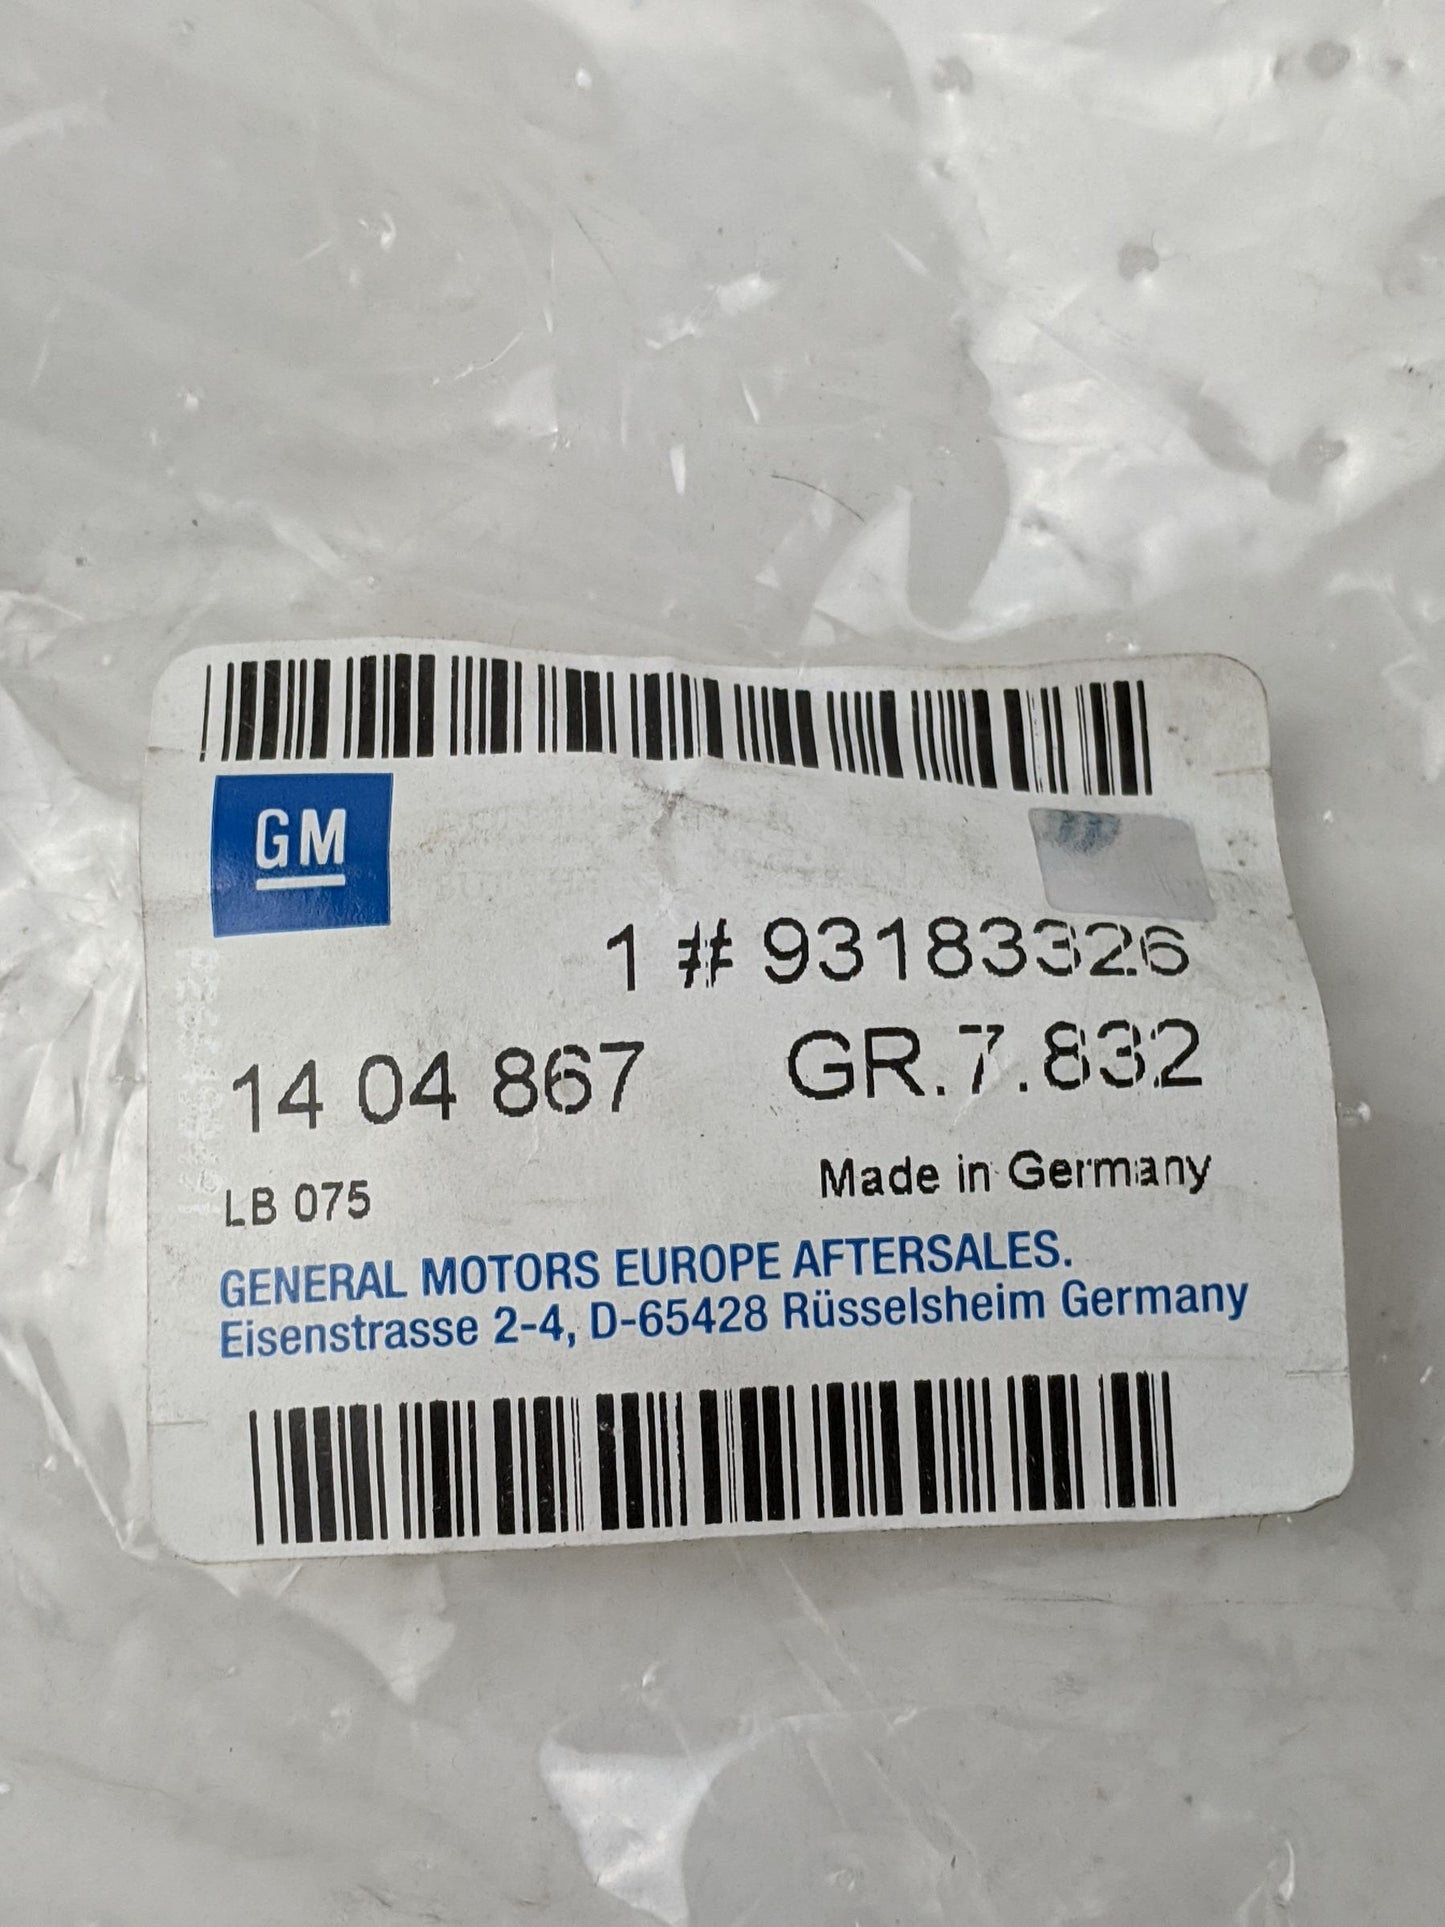 GM
1 # 93183326
14 04 867 GR.7.832
LB 075 Made in Germany
GENERAL MOTORS EUROPE AFTERSALES.
Eisenstrasse 2-4, D-65428 Rüsselsheim Germany